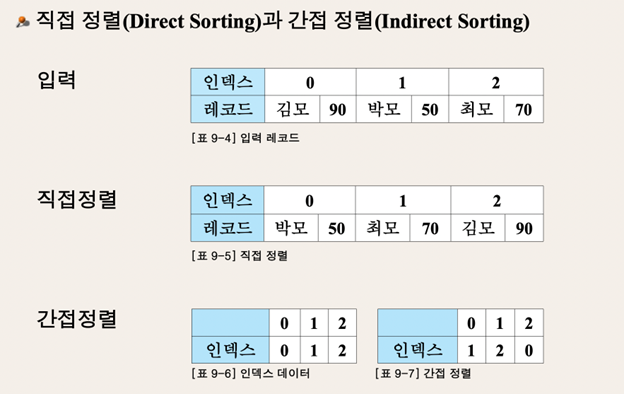 직접 정렬(Direct Sorting)과 간접 정렬(Indirect Sorting)
입력
인덱스 0 1 2
레코드 김모 90 박모 50 최모 70
[표 9-4] 입력 레코드
직접정렬
인덱스 0 1 2
레코드 박모 50 최모 70 김모 90
[표 9-5] 직접 정렬
간접정렬
0 1 2
인덱스 0 1 2
[표 9-6] 인덱스 데이터
0 1 2
인덱스 1 2 0
[표 9-7] 간접 정렬